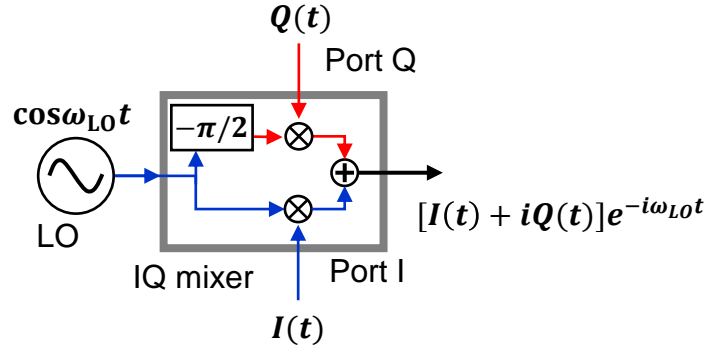 Q(t)
Port Q
cosω_LO t
−π/2
LO
[I(t) + iQ(t)]e^{−iω_LO t}
IQ mixer
Port I
I(t)